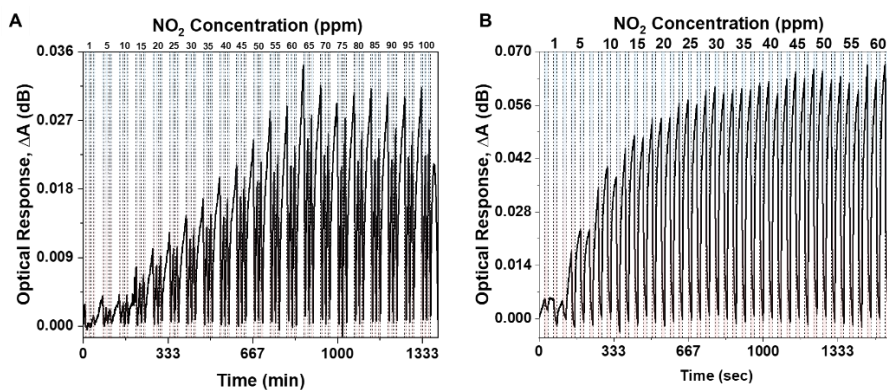 A
NO₂ Concentration (ppm)
1 5 10 15 20 25 30 35 40 45 50 55 60 65 70 75 80 85 90 95 100
Optical Response, ΔA (dB)
0.036
0.027
0.018
0.009
0.000
0 333 667 1000 1333
Time (min)
B
NO₂ Concentration (ppm)
1 5 10 15 20 25 30 35 40 45 50 55 60
Optical Response, ΔA (dB)
0.070
0.056
0.042
0.028
0.014
0.000
0 333 667 1000 1333
Time (sec)